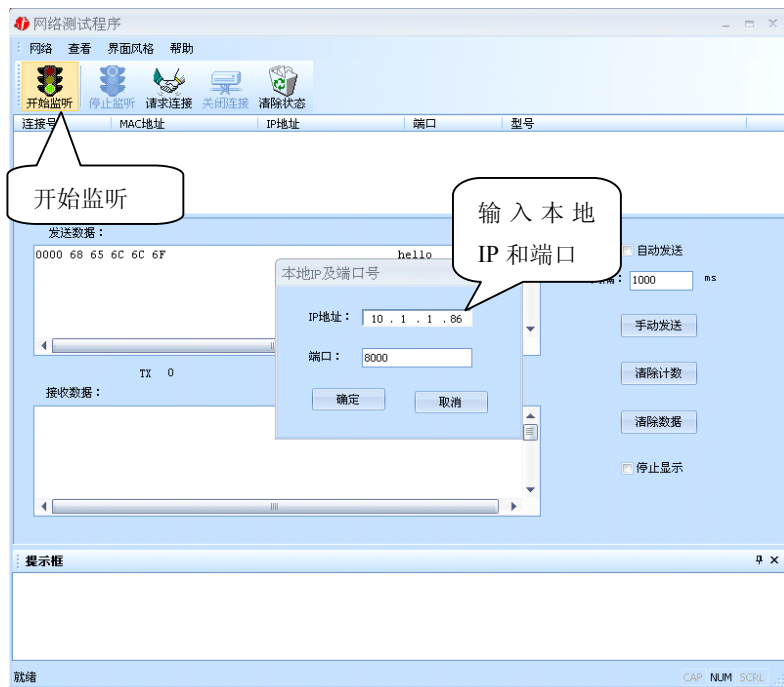 网络测试程序
网络 查看 界面风格 帮助
开始监听 停止监听 请求连接 关闭连接 清除状态
连接号 MAC地址 IP地址 端口 型号
开始监听
输入本地
IP 和端口
发送数据：
0000 68 65 6C 6C 6F hello
自动发送
1000 ms
本地IP及端口号
IP地址： 10 . 1 . 1 . 86
端口： 8000
确定 取消
手动发送
TX 0
清除计数
接收数据：
清除数据
停止显示
提示框
就绪 CAP NUM SCRL